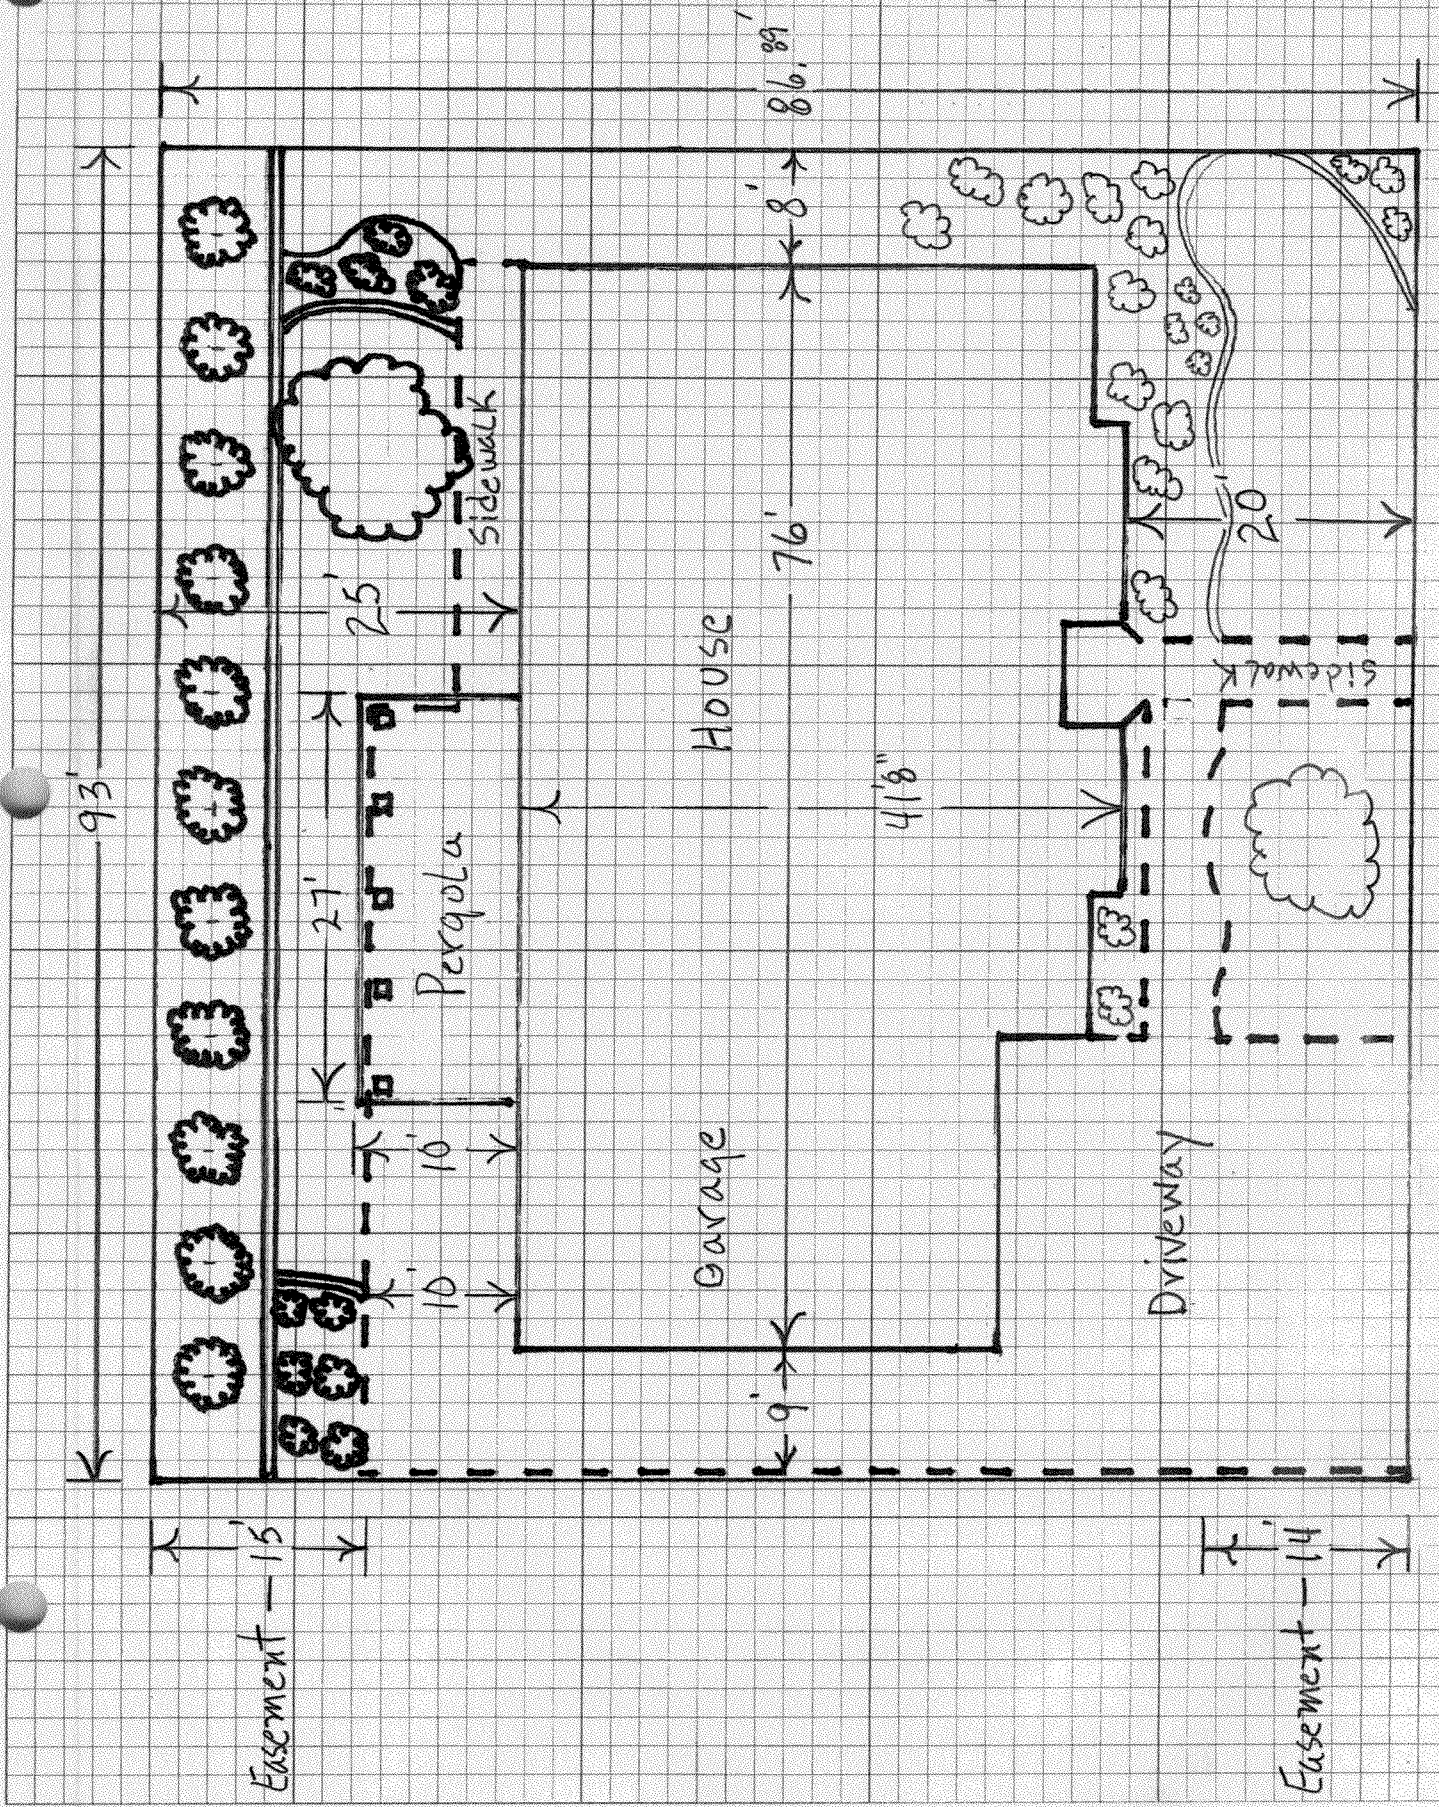 93'
Easement — 15'
27'
25'
10'
10'
Pergola
Sidewalk
Garage
House
9'
76'
8'
86.89'
41'8"
Driveway
20
Easement — 14'
sidewalk